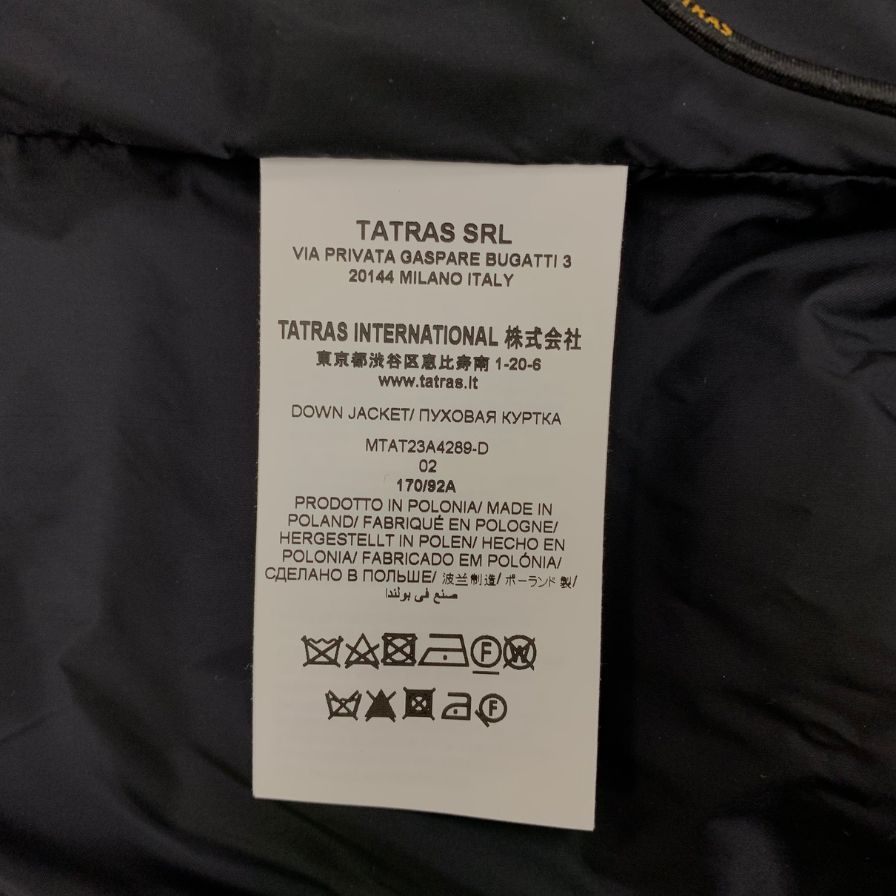 TRAS
TATRAS SRL
VIA PRIVATA GASPARE BUGATTI 3
20144 MILANO ITALY
TATRAS INTERNATIONAL 株式会社
東京都渋谷区恵比寿南 1-20-6
www.tatras.it
DOWN JACKET/ ПУХОВАЯ КУРТКА
MTAT23A4289-D
02
170/92A
PRODOTTO IN POLONIA/ MADE IN
POLAND/ FABRIQUÉ EN POLOGNE/
HERGESTELLT IN POLEN/ HECHO EN
POLONIA/ FABRICADO EM POLÓNIA/
СДЕЛАНО В ПОЛЬШЕ/ 波兰制造/ ポーランド製/
صنع في بولندا
F W
F